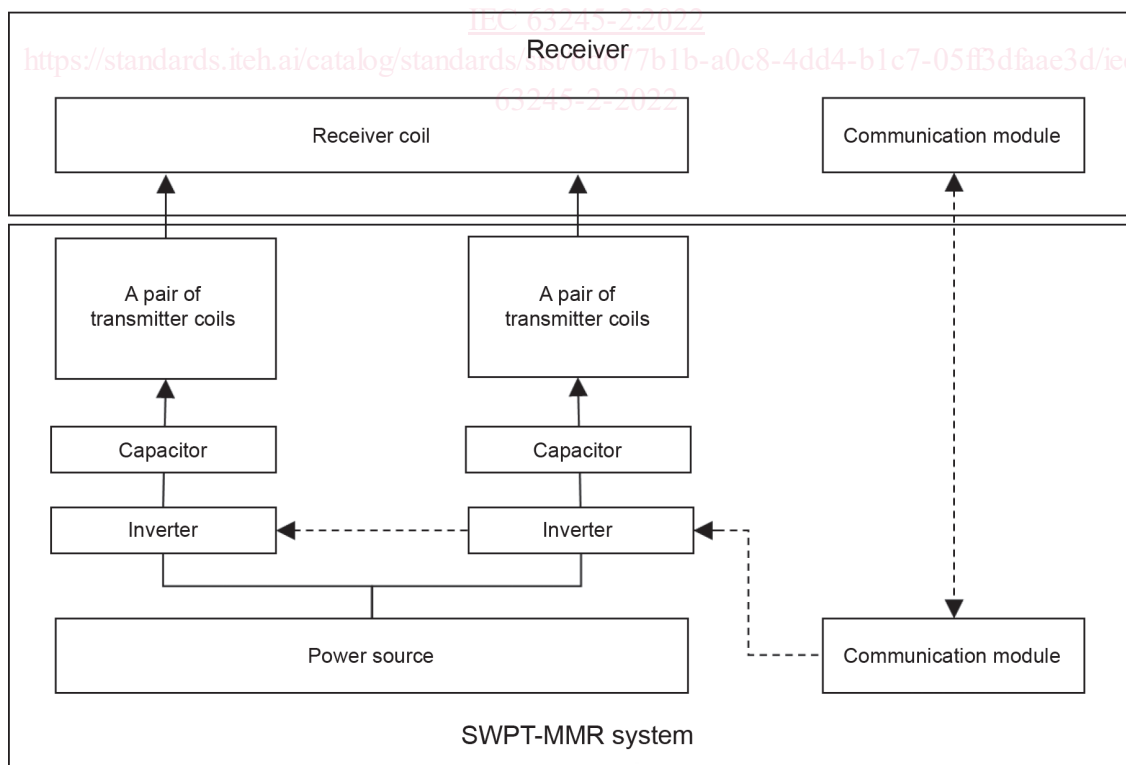 IEC 63245-2:2022
Receiver
https://standards.iteh.ai/catalog/standards/sist/6d677b1b-a0c8-4dd4-b1c7-05ff3dfaae3d/iec
63245-2-2022
Receiver coil
Communication module
A pair of
transmitter coils
A pair of
transmitter coils
Capacitor
Capacitor
Inverter
Inverter
Power source
Communication module
SWPT-MMR system